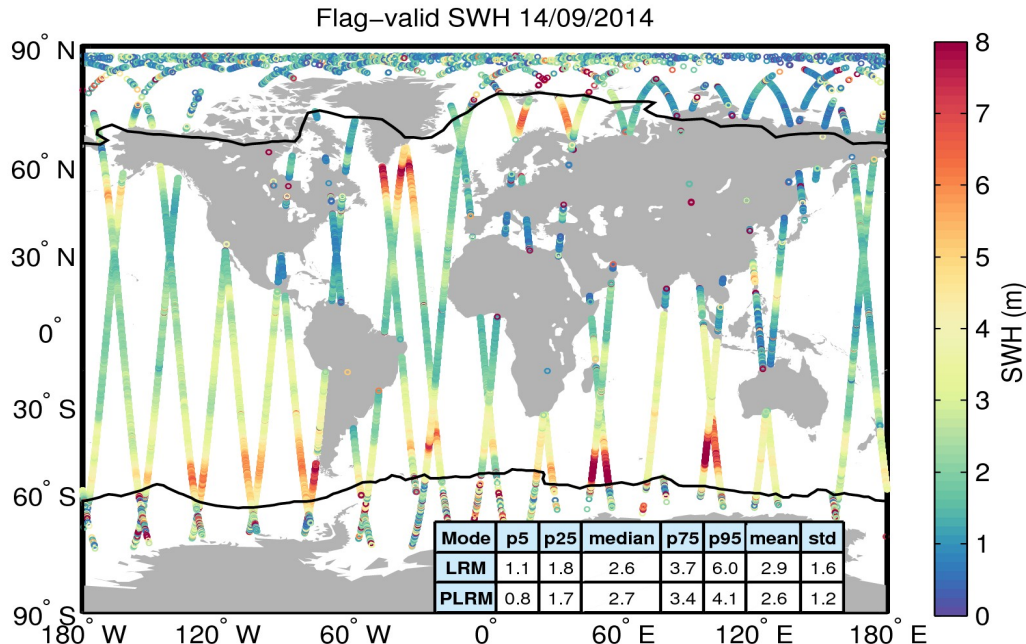 Flag−valid SWH 14/09/2014
90° N
60° N
30° N
0°
30° S
60° S
90° S
180° W 120° W 60° W 0° 60° E 120° E 180° E
Mode p5 p25 median p75 p95 mean std
LRM 1.1 1.8 2.6 3.7 6.0 2.9 1.6
PLRM 0.8 1.7 2.7 3.4 4.1 2.6 1.2
8
7
6
5
4
3
2
1
0
SWH (m)